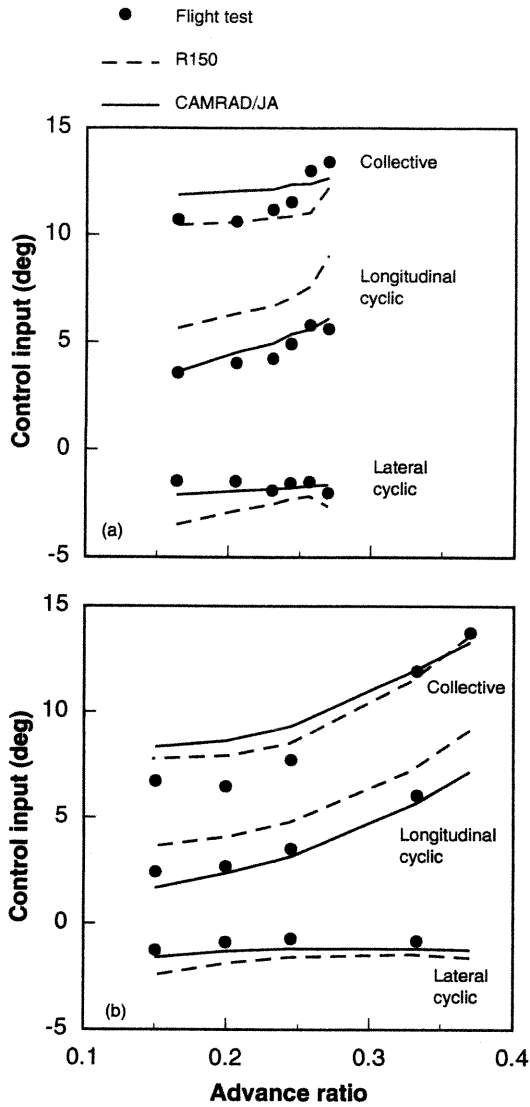 Flight test
R150
CAMRAD/JA
15
10
5
0
-5
Control input (deg)
Collective
Longitudinal
cyclic
Lateral
cyclic
(a)
15
10
5
0
-5
Control input (deg)
Collective
Longitudinal
cyclic
Lateral
cyclic
(b)
0.1
0.2
0.3
0.4
Advance ratio